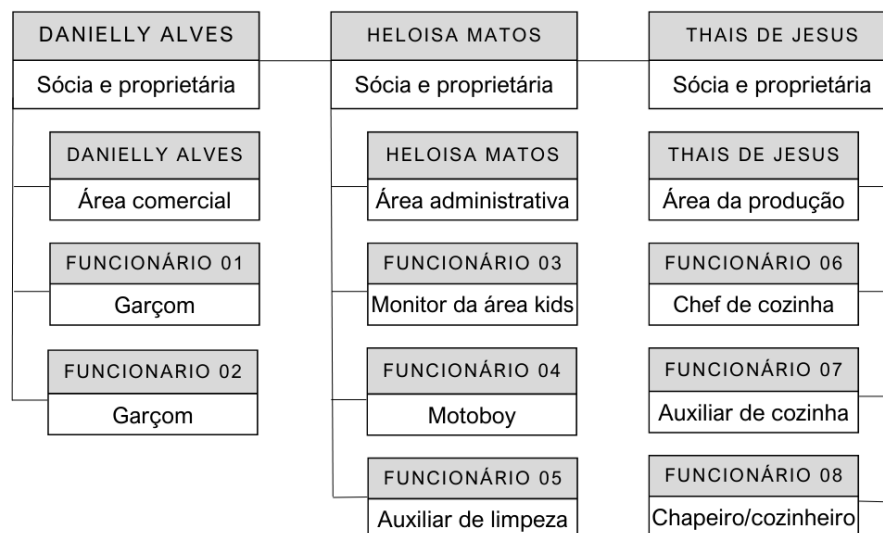 DANIELLY ALVES
Sócia e proprietária
DANIELLY ALVES
Área comercial
FUNCIONÁRIO 01
Garçom
FUNCIONARIO 02
Garçom
HELOISA MATOS
Sócia e proprietária
HELOISA MATOS
Área administrativa
FUNCIONÁRIO 03
Monitor da área kids
FUNCIONÁRIO 04
Motoboy
FUNCIONÁRIO 05
Auxiliar de limpeza
THAIS DE JESUS
Sócia e proprietária
THAIS DE JESUS
Área da produção
FUNCIONÁRIO 06
Chef de cozinha
FUNCIONÁRIO 07
Auxiliar de cozinha
FUNCIONÁRIO 08
Chapeiro/cozinheiro